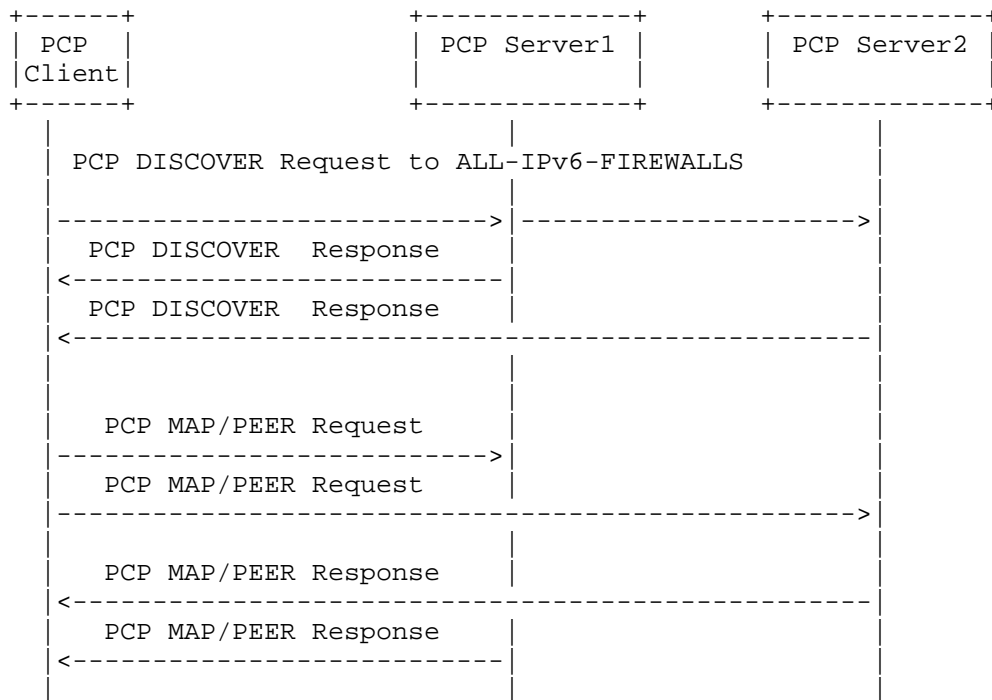 PCP PCP Server1 PCP Server2
Client
PCP DISCOVER Request to ALL-IPv6-FIREWALLS
PCP DISCOVER Response
PCP DISCOVER Response
PCP MAP/PEER Request
PCP MAP/PEER Request
PCP MAP/PEER Response
PCP MAP/PEER Response